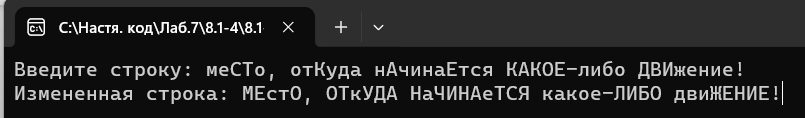 C:\Настя. код\Лаб.7\8.1-4\8.1
Введите строку: меСТо, отКуда нАчинаЕтся КАКОЕ-либо ДВИжение!
Измененная строка: МЕстО, ОТкУДА НаЧИНАеТСЯ какое-ЛИБО двиЖЕНИЕ!